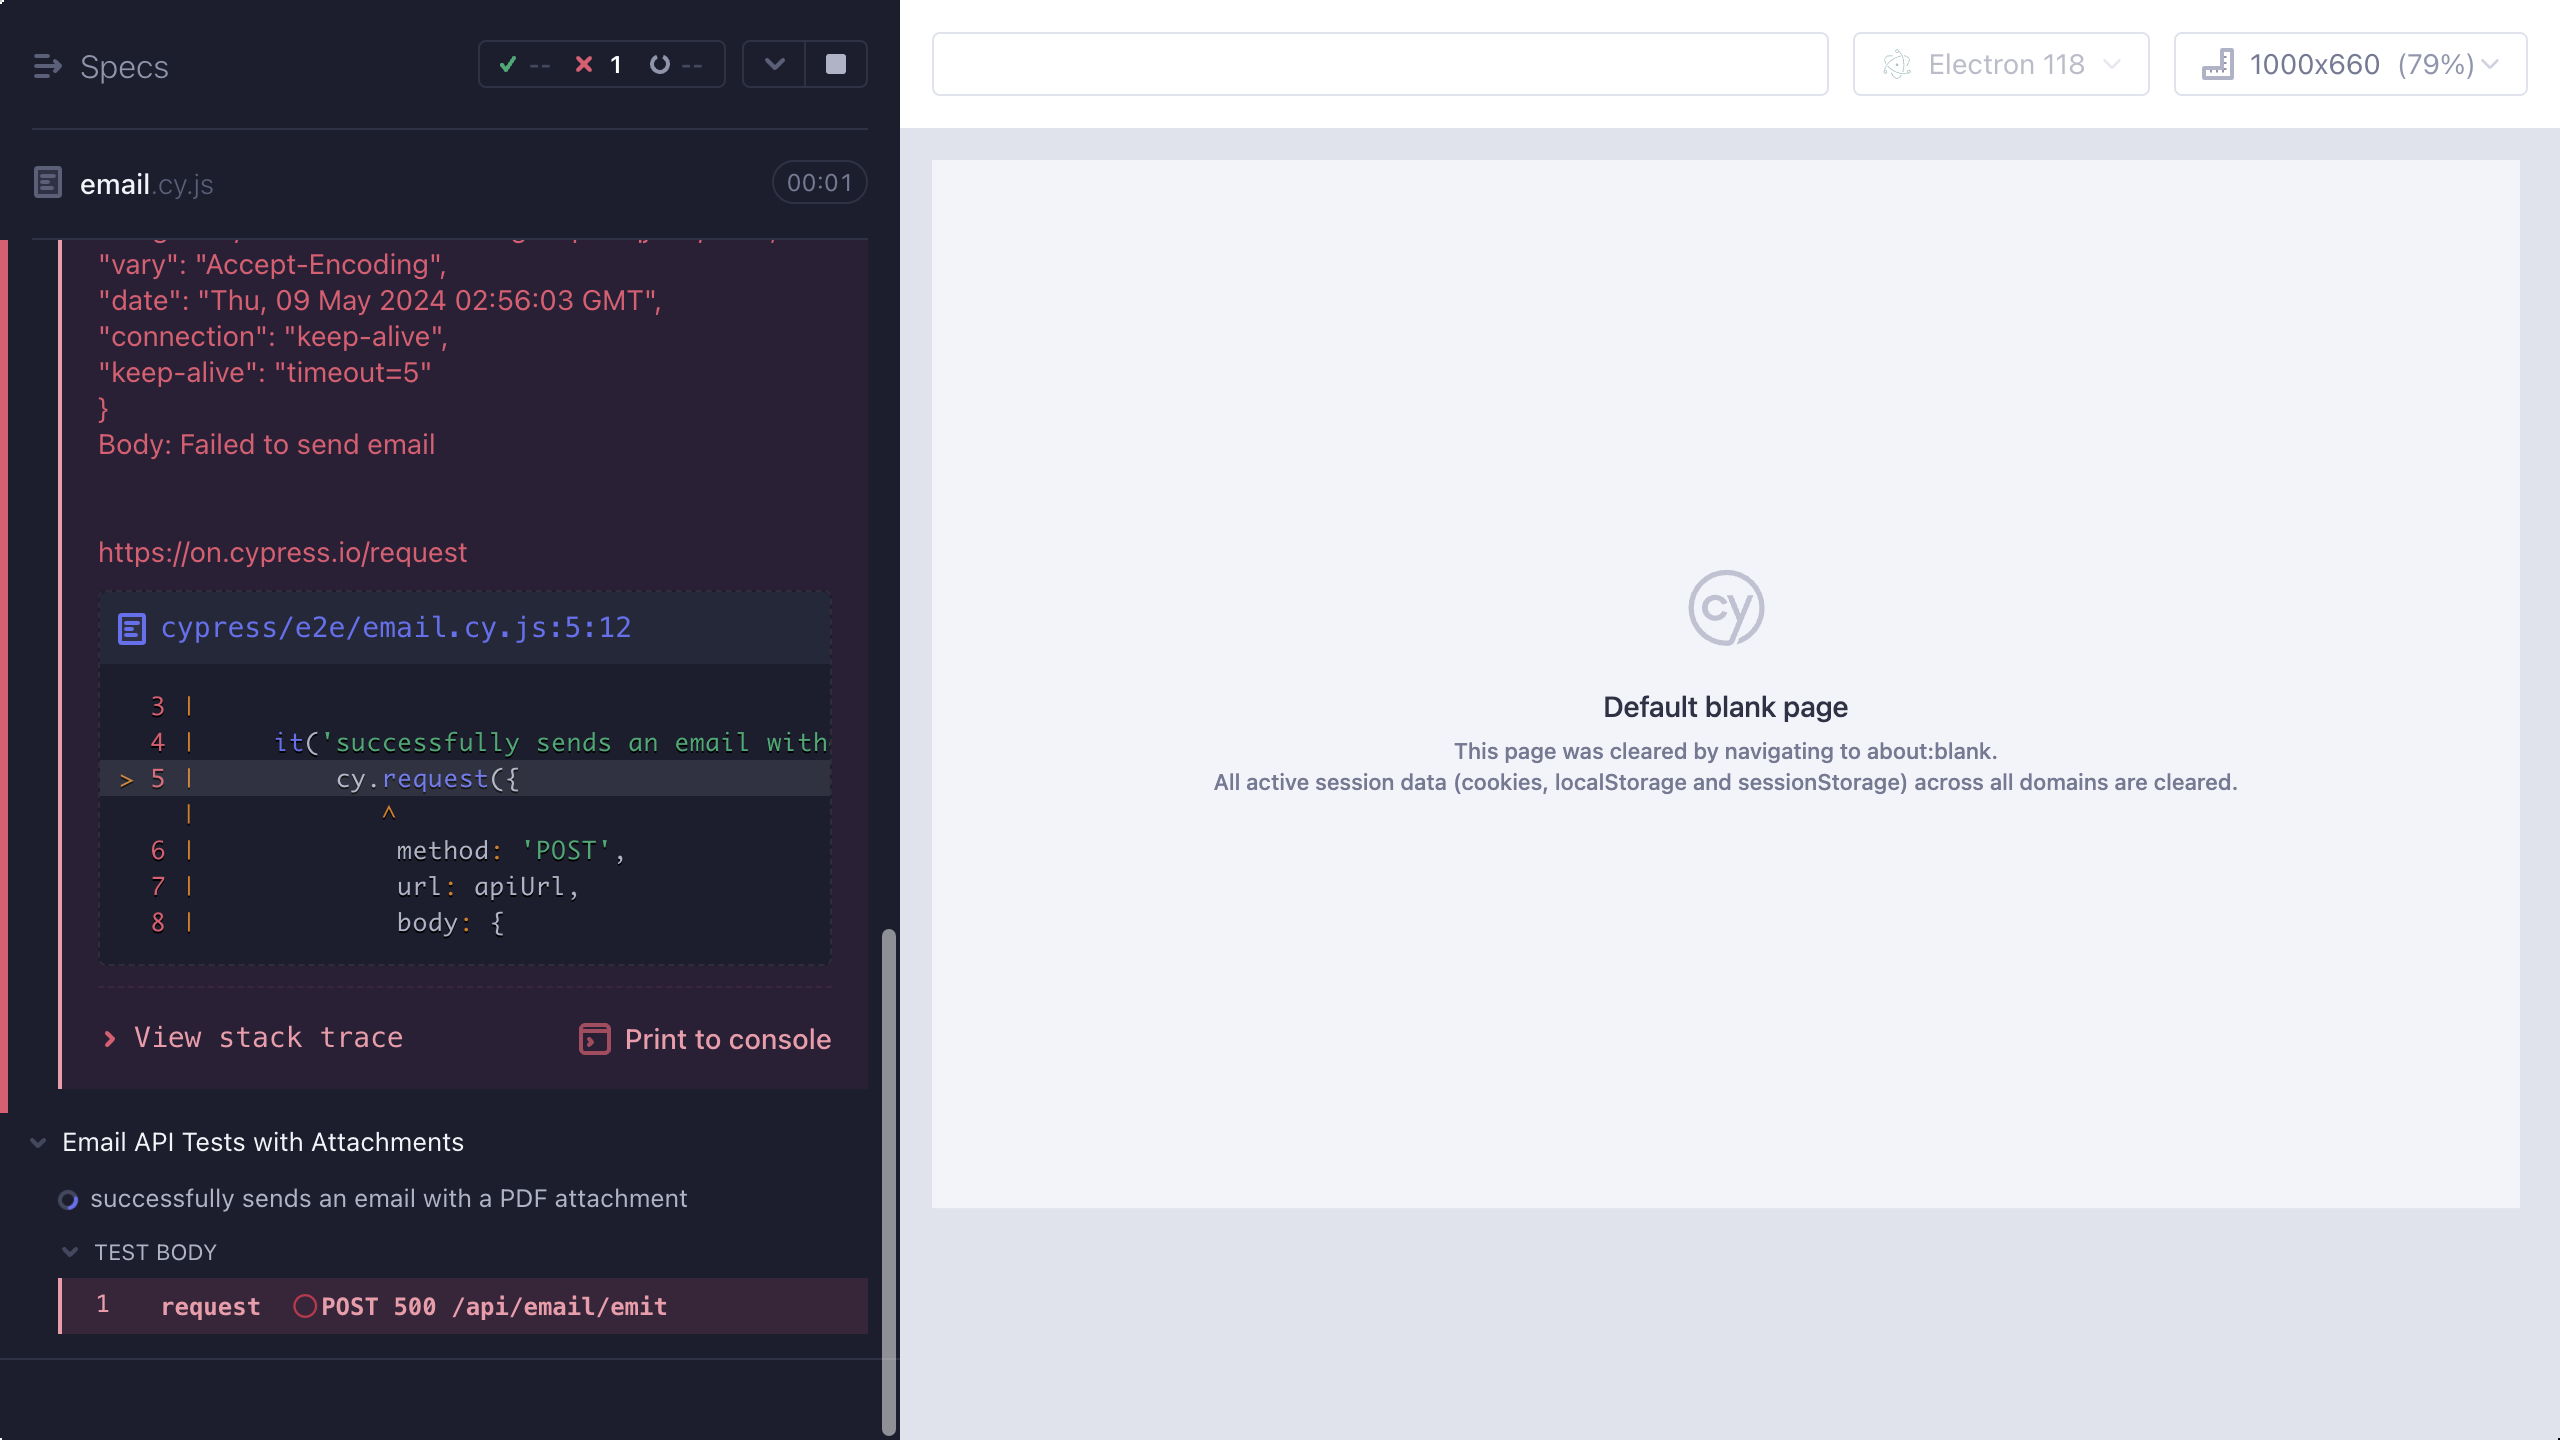 Specs
-- 1 --
email.cy.js
00:01
"vary": "Accept-Encoding",
"date": "Thu, 09 May 2024 02:56:03 GMT",
"connection": "keep-alive",
"keep-alive": "timeout=5"
}
Body: Failed to send email
https://on.cypress.io/request
cypress/e2e/email.cy.js:5:12
3 |
4 | it('successfully sends an email with
> 5 | cy.request({
| ^
6 | method: 'POST',
7 | url: apiUrl,
8 | body: {
View stack trace
Print to console
Email API Tests with Attachments
successfully sends an email with a PDF attachment
TEST BODY
1 request POST 500 /api/email/emit
Electron 118
1000x660 (79%)
cy
Default blank page
This page was cleared by navigating to about:blank.
All active session data (cookies, localStorage and sessionStorage) across all domains are cleared.